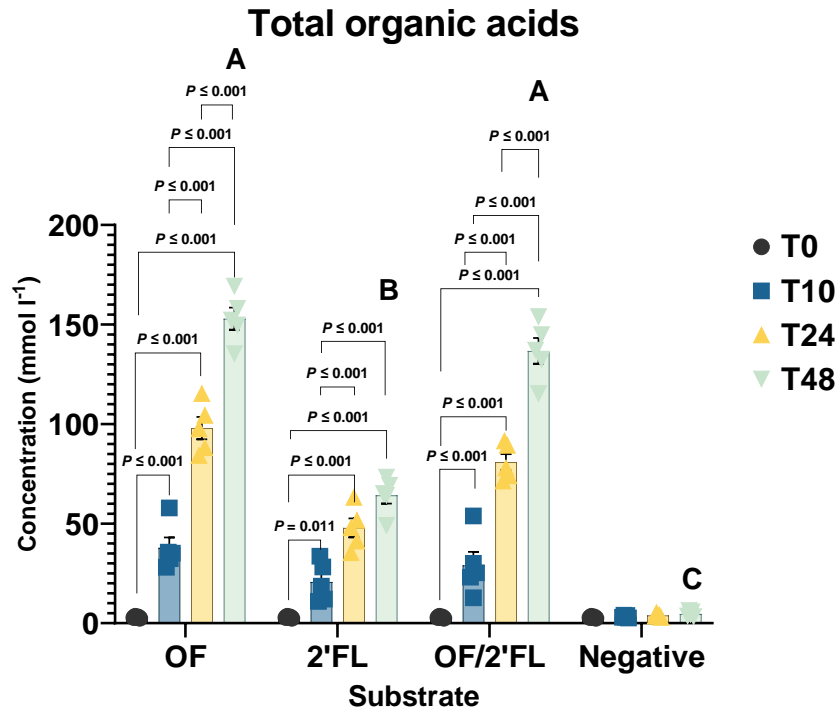 Total organic acids
A
P ≤ 0.001
P ≤ 0.001
P ≤ 0.001
P ≤ 0.001
P ≤ 0.001
P ≤ 0.001
B
P ≤ 0.001
P ≤ 0.001
P ≤ 0.001
P ≤ 0.001
P = 0.011
A
P ≤ 0.001
P ≤ 0.001
P ≤ 0.001
P ≤ 0.001
P ≤ 0.001
P ≤ 0.001
C
200
150
100
50
0
Concentration (mmol l⁻¹)
OF
2'FL
OF/2'FL
Negative
Substrate
T0
T10
T24
T48